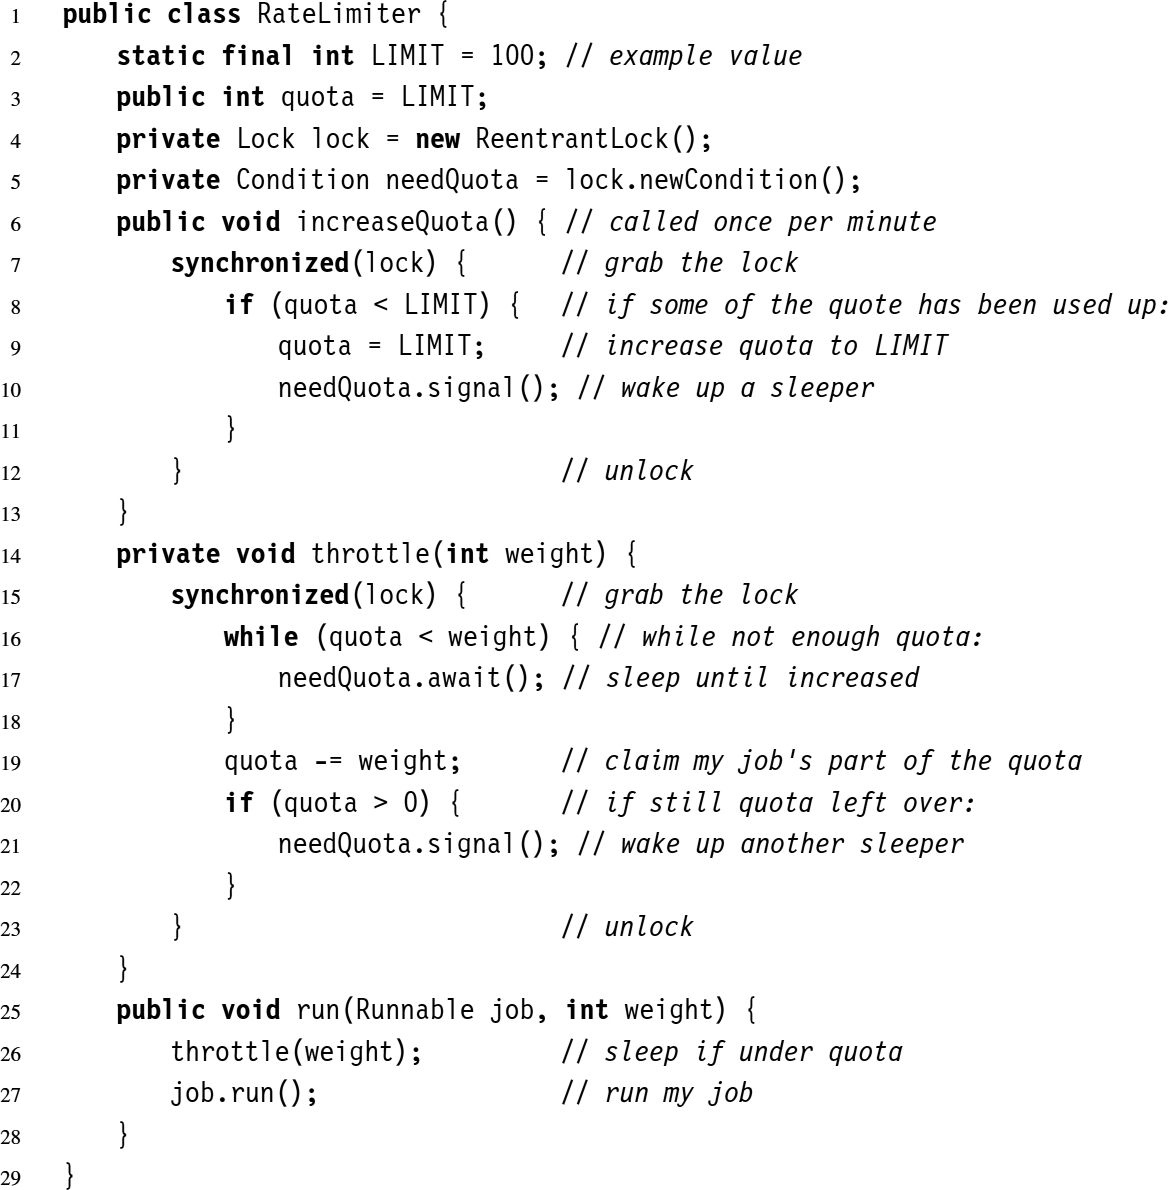 1 public class RateLimiter {
2 static final int LIMIT = 100; // example value
3 public int quota = LIMIT;
4 private Lock lock = new ReentrantLock();
5 private Condition needQuota = lock.newCondition();
6 public void increaseQuota() { // called once per minute
7 synchronized(lock) { // grab the lock
8 if (quota < LIMIT) { // if some of the quote has been used up:
9 quota = LIMIT; // increase quota to LIMIT
10 needQuota.signal(); // wake up a sleeper
11 }
12 } // unlock
13 }
14 private void throttle(int weight) {
15 synchronized(lock) { // grab the lock
16 while (quota < weight) { // while not enough quota:
17 needQuota.await(); // sleep until increased
18 }
19 quota -= weight; // claim my job's part of the quota
20 if (quota > 0) { // if still quota left over:
21 needQuota.signal(); // wake up another sleeper
22 }
23 } // unlock
24 }
25 public void run(Runnable job, int weight) {
26 throttle(weight); // sleep if under quota
27 job.run(); // run my job
28 }
29 }